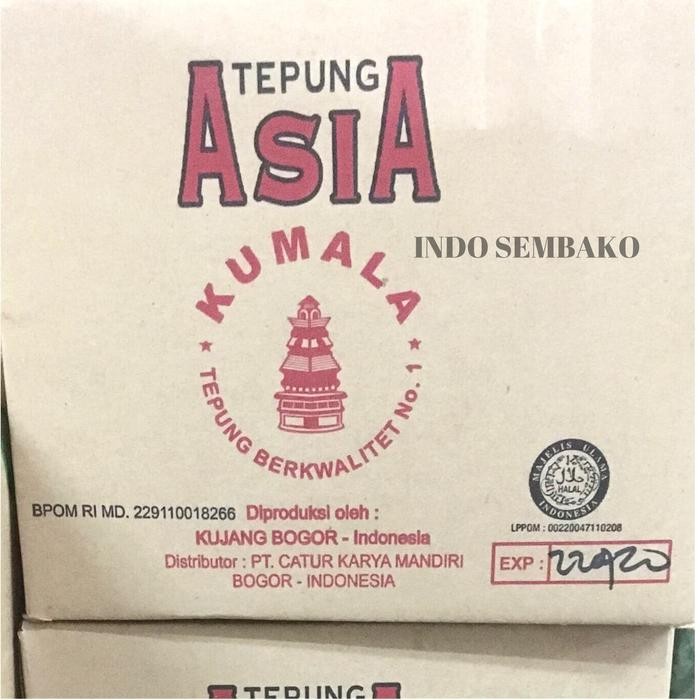 TEPUNG
ASIA
KUMALA
INDO SEMBAKO
TEPUNG BERKWALITET No. 1
MAJELIS ULAMA
حلال
HALAL
INDONESIA
LPPOM : 00220047110208
BPOM RI MD. 229110018266 Diproduksi oleh :
KUJANG BOGOR - Indonesia
Distributor : PT. CATUR KARYA MANDIRI
BOGOR - INDONESIA
EXP :
TEPUNG